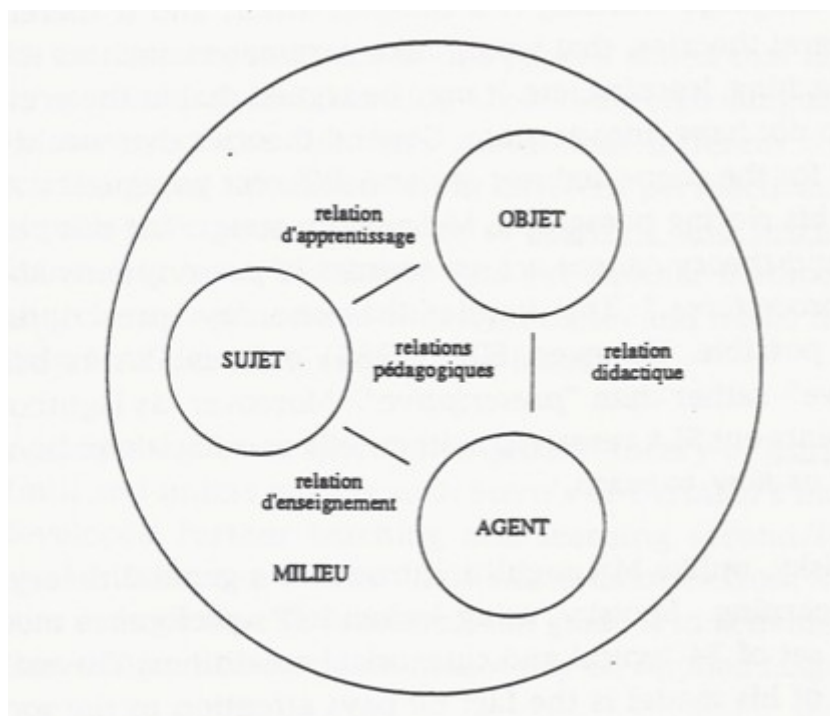 relation
d'apprentissage
OBJET
SUJET
relations
pédagogiques
relation
didactique
relation
d'enseignement
AGENT
MILIEU